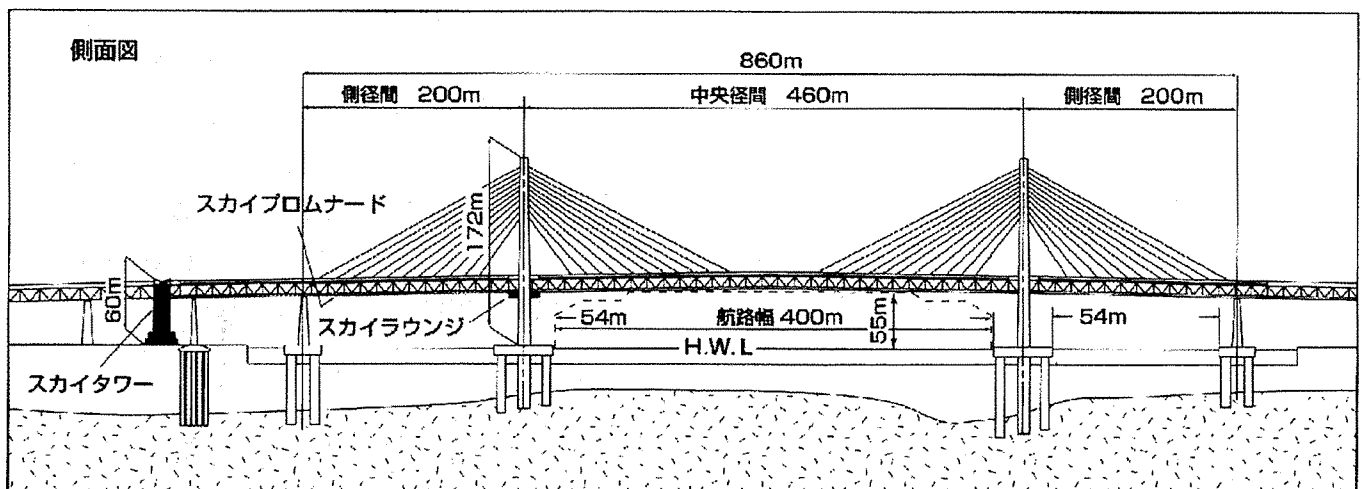 側面図
860m
側径間 200m
中央径間 460m
側径間 200m
スカイプロムナード
172m
60m
スカイラウンジ
54m
航路幅 400m
55m
54m
H.W.L
スカイタワー